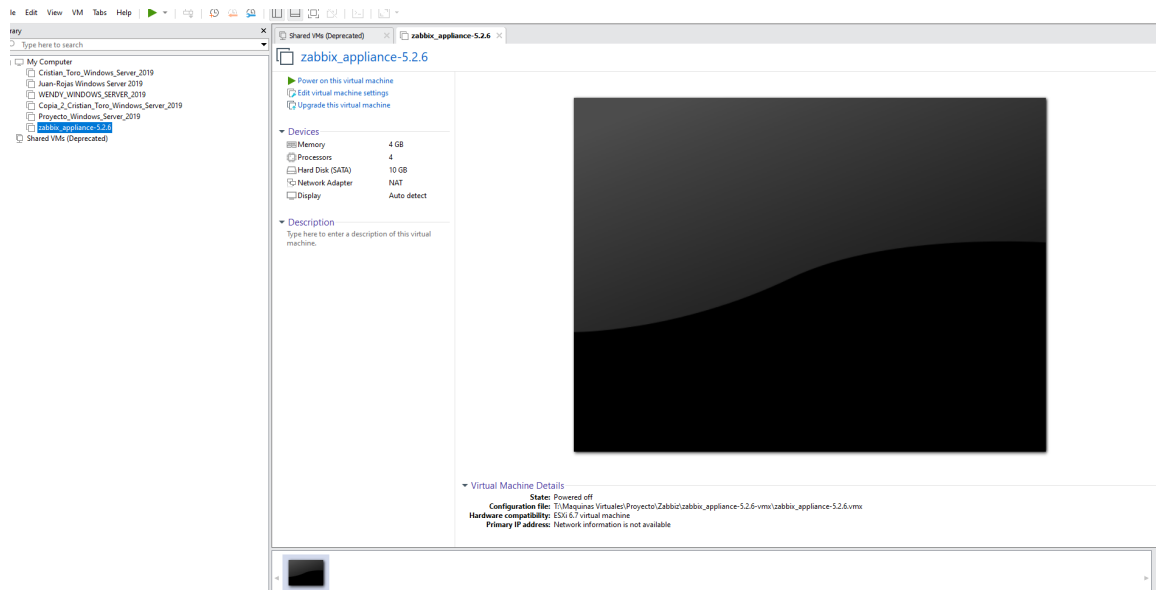 le Edit View VM Tabs Help
rary
Type here to search
My Computer
Cristian_Toro_Windows_Server_2019
Juan-Rojas Windows Server 2019
WENDY_WINDOWS_SERVER_2019
Copia_2_Cristian_Toro_Windows_Server_2019
Proyecto_Windows_Server_2019
zabbix_appliance-5.2.6
Shared VMs (Deprecated)
Shared VMs (Deprecated)
zabbix_appliance-5.2.6
zabbix_appliance-5.2.6
Power on this virtual machine
Edit virtual machine settings
Upgrade this virtual machine
Devices
Memory 4 GB
Processors 4
Hard Disk (SATA) 10 GB
Network Adapter NAT
Display Auto detect
Description
Type here to enter a description of this virtual
machine.
Virtual Machine Details
State: Powered off
Configuration file: T:\Maquinas Virtuales\Proyecto\Zabbiz\zabbix_appliance-5.2.6-vmx\zabbix_appliance-5.2.6.vmx
Hardware compatibility: ESXi 6.7 virtual machine
Primary IP address: Network information is not available